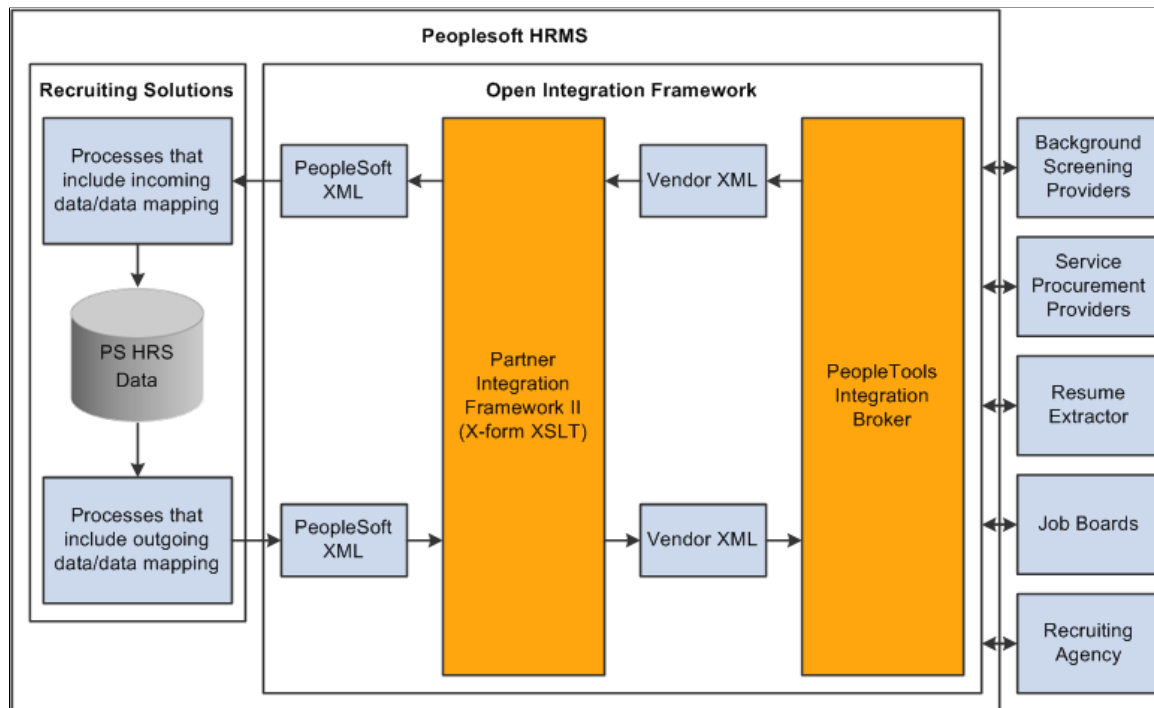 Peoplesoft HRMS
Recruiting Solutions
Processes that
include incoming
data/data mapping
PS HRS
Data
Processes that
include outgoing
data/data mapping
Open Integration Framework
PeopleSoft
XML
Vendor XML
Partner
Integration
Framework II
(X-form XSLT)
PeopleTools
Integration
Broker
PeopleSoft
XML
Vendor XML
Background
Screening
Providers
Service
Procurement
Providers
Resume
Extractor
Job Boards
Recruiting
Agency